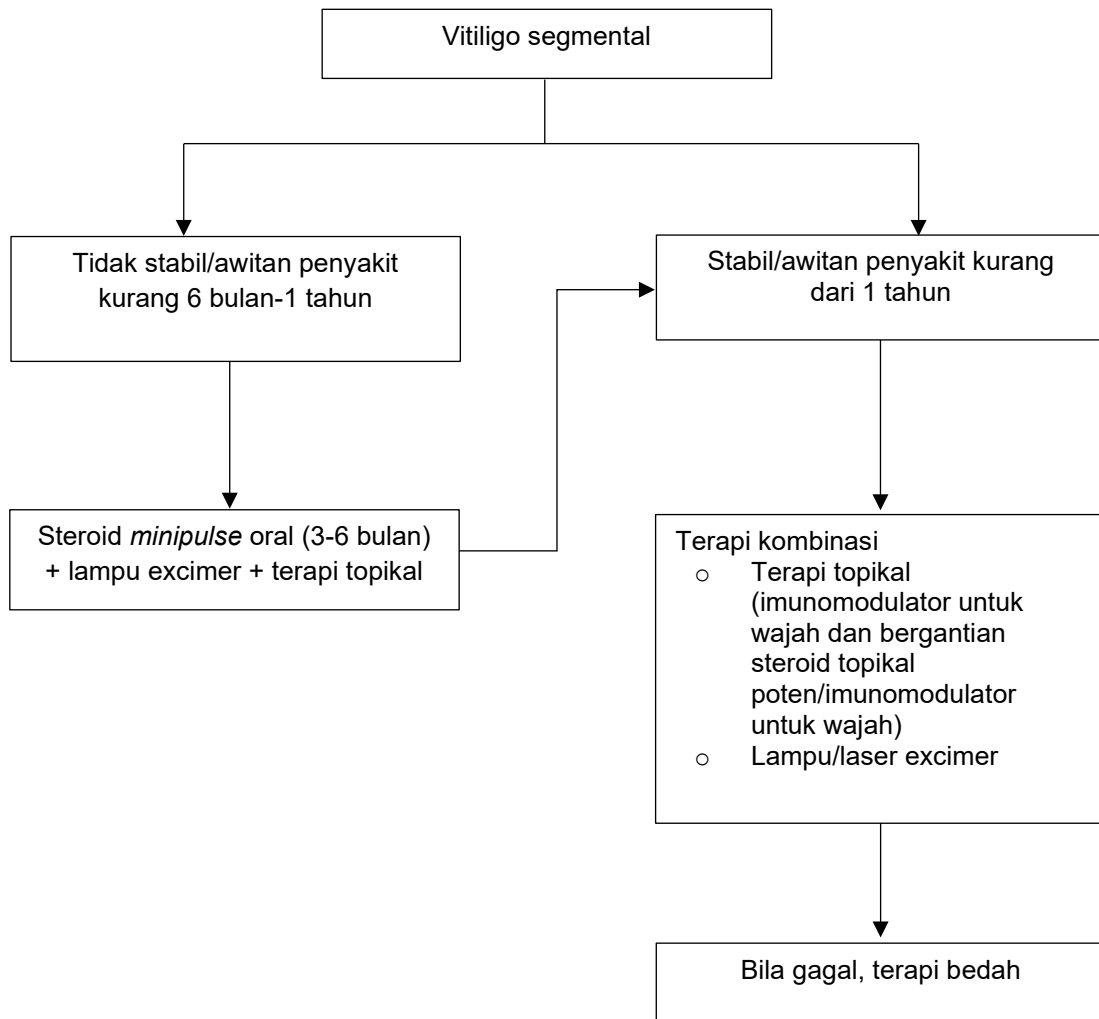 Vitiligo segmental
Tidak stabil/awitan penyakit
kurang 6 bulan-1 tahun
Stabil/awitan penyakit kurang
dari 1 tahun
Steroid minipulse oral (3-6 bulan)
+ lampu excimer + terapi topikal
Terapi kombinasi
o Terapi topikal
(imunomodulator untuk
wajah dan bergantian
steroid topikal
poten/imunomodulator
untuk wajah)
o Lampu/laser excimer
Bila gagal, terapi bedah